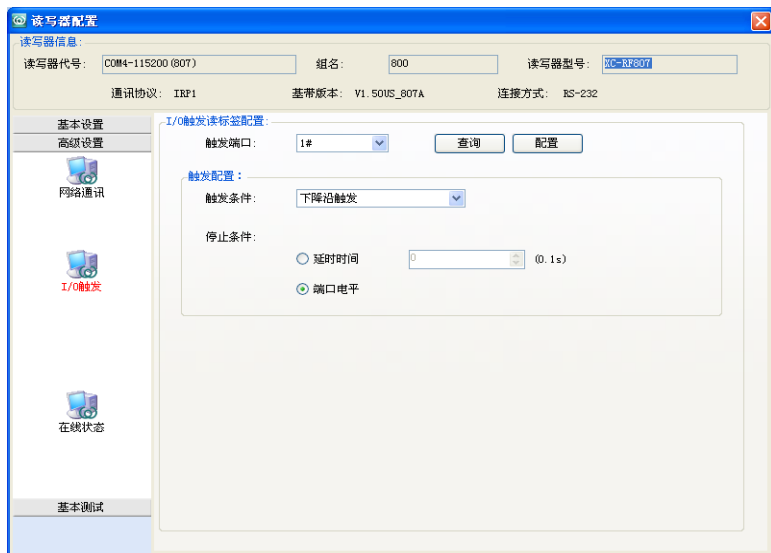 读写器配置
读写器信息:
读写器代号: COM4-115200(807) 组名: 800 读写器型号: XC-RF807
通讯协议: IRP1 基带版本: V1.50US_807A 连接方式: RS-232
基本设置
高级设置
网络通讯
I/O触发
在线状态
基本测试
I/O触发读标签配置:
触发端口: 1# 查询 配置
触发配置:
触发条件: 下降沿触发
停止条件:
延时时间 0 (0.1s)
端口电平